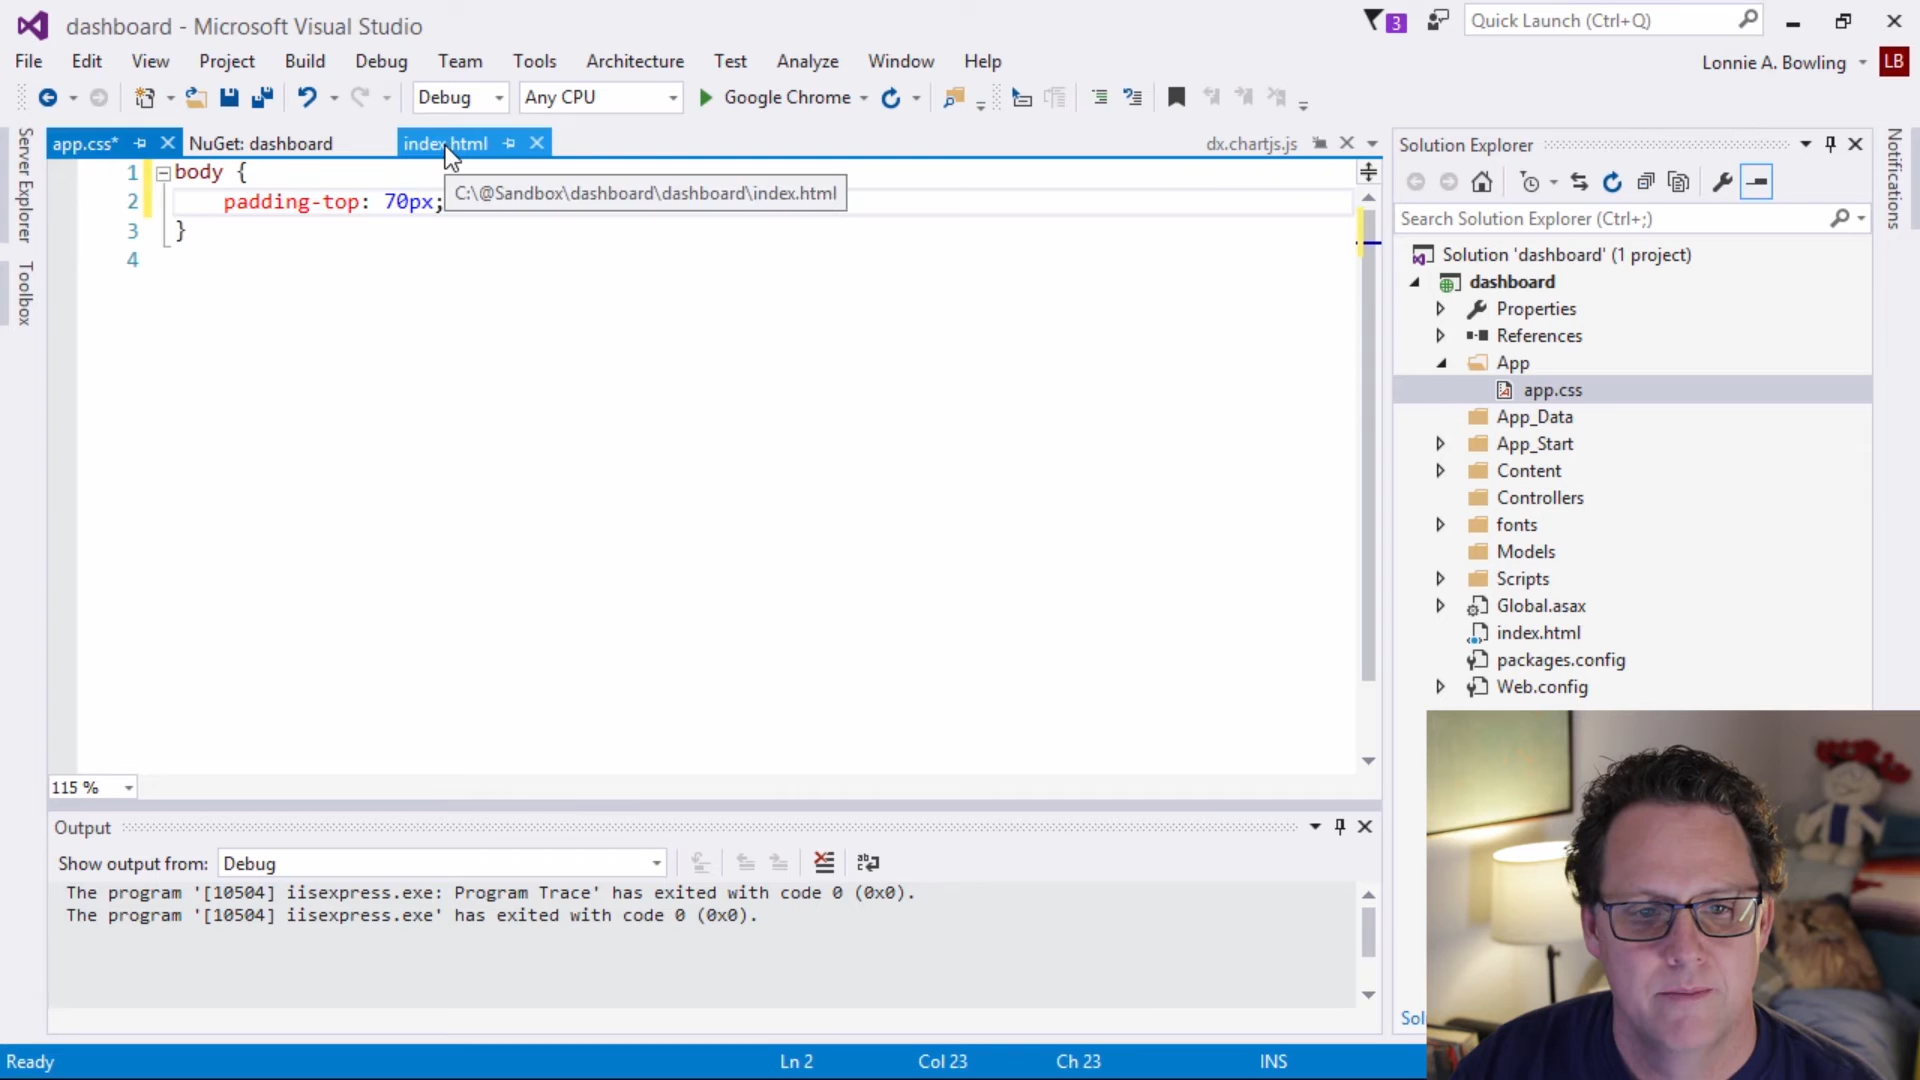 dashboard - Microsoft Visual Studio
3
Quick Launch (Ctrl+Q)
File Edit View Project Build Debug Team Tools Architecture Test Analyze Window Help
Lonnie A. Bowling LB
Debug Any CPU Google Chrome
Server Explorer
Toolbox
app.css* NuGet: dashboard index.html dx.chartjs.js
1 body {
2 padding-top: 70px;
C:\@Sandbox\dashboard\dashboard\index.html
3 }
4
115 %
Output
Show output from: Debug
The program '[10504] iisexpress.exe: Program Trace' has exited with code 0 (0x0).
The program '[10504] iisexpress.exe' has exited with code 0 (0x0).
Solution Explorer
Search Solution Explorer (Ctrl+;)
Solution 'dashboard' (1 project)
dashboard
Properties
References
App
app.css
App_Data
App_Start
Content
Controllers
fonts
Models
Scripts
Global.asax
index.html
packages.config
Web.config
Sol
Notifications
Ready Ln 2 Col 23 Ch 23 INS